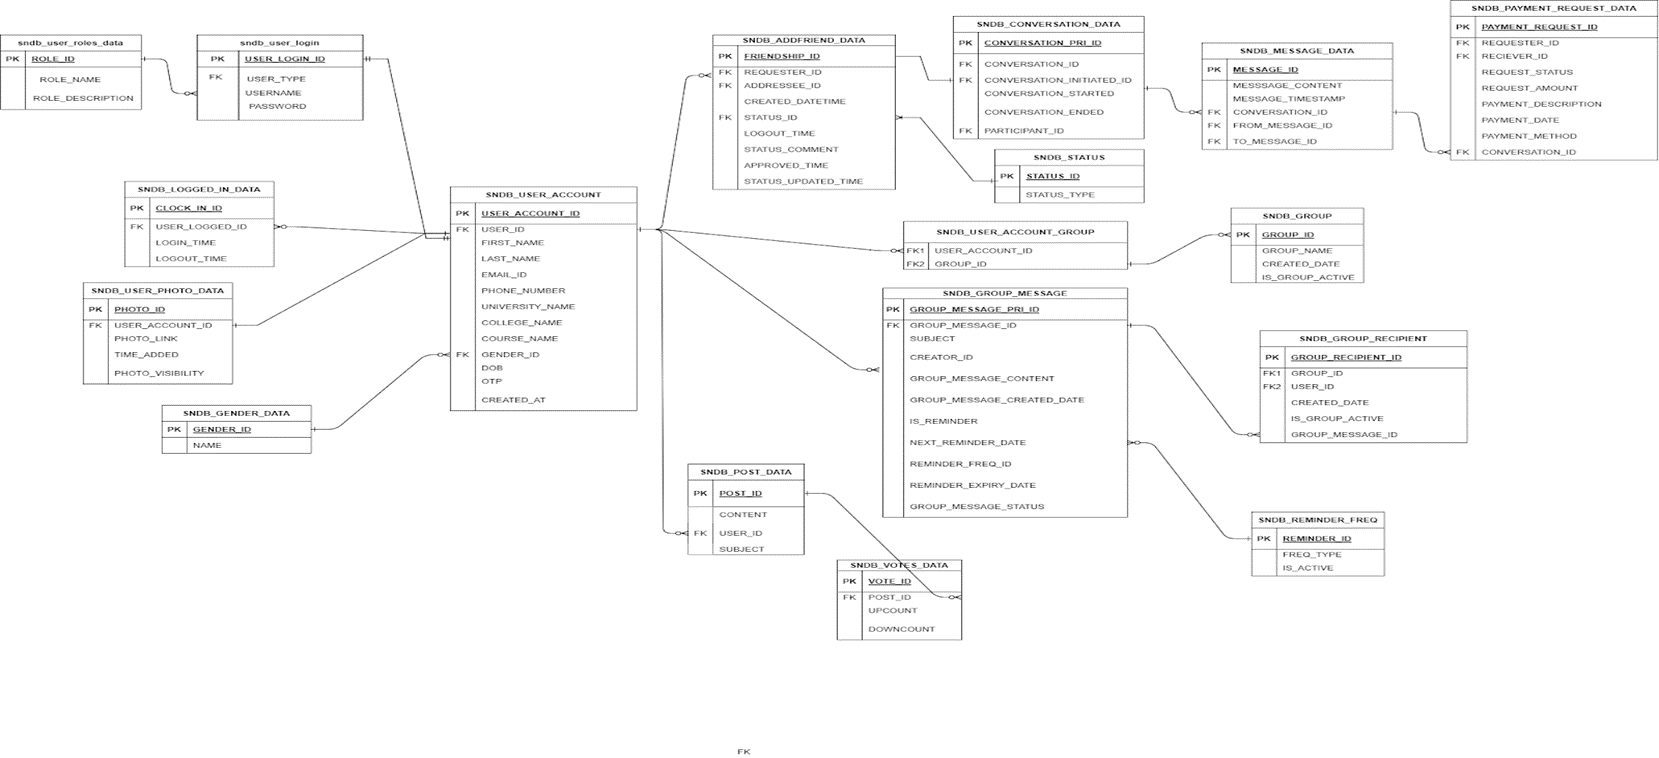 sndb_user_roles_data
PK ROLE_ID
ROLE_NAME
ROLE_DESCRIPTION
sndb_user_login
PK USER_LOGIN_ID
FK USER_TYPE
USERNAME
PASSWORD
SNDB_LOGGED_IN_DATA
PK CLOCK_IN_ID
FK USER_LOGGED_ID
LOGIN_TIME
LOGOUT_TIME
SNDB_USER_PHOTO_DATA
PK PHOTO_ID
FK USER_ACCOUNT_ID
PHOTO_LINK
TIME_ADDED
PHOTO_VISIBILITY
SNDB_GENDER_DATA
PK GENDER_ID
NAME
SNDB_USER_ACCOUNT
PK USER_ACCOUNT_ID
FK USER_ID
FIRST_NAME
LAST_NAME
EMAIL_ID
PHONE_NUMBER
UNIVERSITY_NAME
COLLEGE_NAME
COURSE_NAME
FK GENDER_ID
DOB
OTP
CREATED_AT
SNDB_ADDFRIEND_DATA
PK FRIENDSHIP_ID
FK REQUESTER_ID
FK ADDRESSEE_ID
CREATED_DATETIME
FK STATUS_ID
LOGOUT_TIME
STATUS_COMMENT
APPROVED_TIME
STATUS_UPDATED_TIME
SNDB_CONVERSATION_DATA
PK CONVERSATION_PRI_ID
FK CONVERSATION_ID
FK CONVERSATION_INITIATED_ID
CONVERSATION_STARTED
CONVERSATION_ENDED
FK PARTICIPANT_ID
SNDB_STATUS
PK STATUS_ID
STATUS_TYPE
SNDB_MESSAGE_DATA
PK MESSAGE_ID
MESSSAGE_CONTENT
MESSAGE_TIMESTAMP
FK CONVERSATION_ID
FK FROM_MESSAGE_ID
FK TO_MESSAGE_ID
SNDB_PAYMENT_REQUEST_DATA
PK PAYMENT_REQUEST_ID
FK REQUESTER_ID
FK RECIEVER_ID
REQUEST_STATUS
REQUEST_AMOUNT
PAYMENT_DESCRIPTION
PAYMENT_DATE
PAYMENT_METHOD
FK CONVERSATION_ID
SNDB_USER_ACCOUNT_GROUP
FK1 USER_ACCOUNT_ID
FK2 GROUP_ID
SNDB_GROUP
PK GROUP_ID
GROUP_NAME
CREATED_DATE
IS_GROUP_ACTIVE
SNDB_GROUP_MESSAGE
PK GROUP_MESSAGE_PRI_ID
FK GROUP_MESSAGE_ID
SUBJECT
CREATOR_ID
GROUP_MESSAGE_CONTENT
GROUP_MESSAGE_CREATED_DATE
IS_REMINDER
NEXT_REMINDER_DATE
REMINDER_FREQ_ID
REMINDER_EXPIRY_DATE
GROUP_MESSAGE_STATUS
SNDB_GROUP_RECIPIENT
PK GROUP_RECIPIENT_ID
FK1 GROUP_ID
FK2 USER_ID
CREATED_DATE
IS_GROUP_ACTIVE
GROUP_MESSAGE_ID
SNDB_REMINDER_FREQ
PK REMINDER_ID
FREQ_TYPE
IS_ACTIVE
SNDB_POST_DATA
PK POST_ID
CONTENT
FK USER_ID
SUBJECT
SNDB_VOTES_DATA
PK VOTE_ID
FK POST_ID
UPCOUNT
DOWNCOUNT
FK